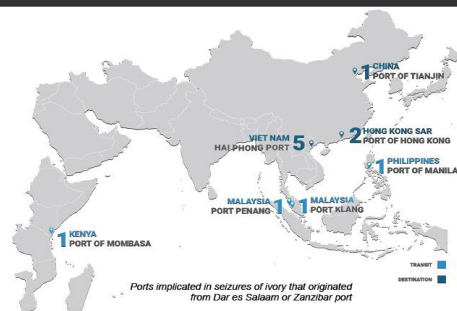 1 CHINA
PORT OF TIANJIN
2 HONG KONG SAR
PORT OF HONG KONG
VIET NAM 5
HAI PHONG PORT
1 PHILIPPINES
PORT OF MANILA
MALAYSIA 1
PORT PENANG
1 MALAYSIA
PORT KLANG
1 KENYA
PORT OF MOMBASA
TRANSIT
DESTINATION
Ports implicated in seizures of ivory that originated
from Dar es Salaam or Zanzibar port